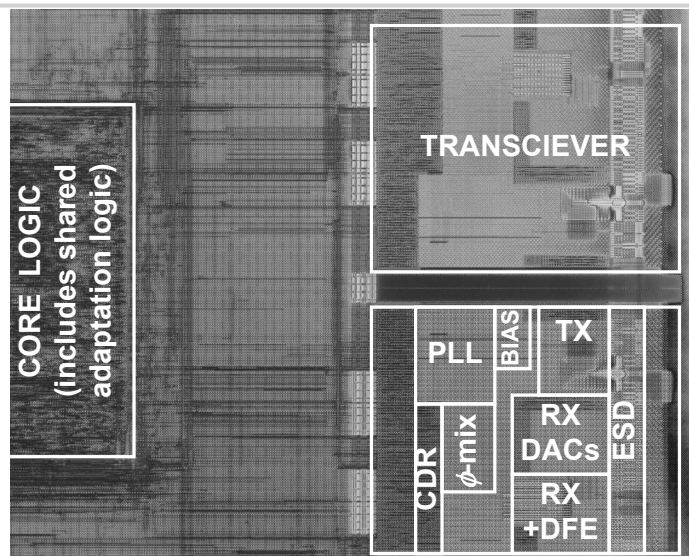 CORE LOGIC
(includes shared
adaptation logic)
TRANSCIEVER
PLL
BIAS
TX
CDR
ϕ-mix
RX
DACs
RX
+DFE
ESD